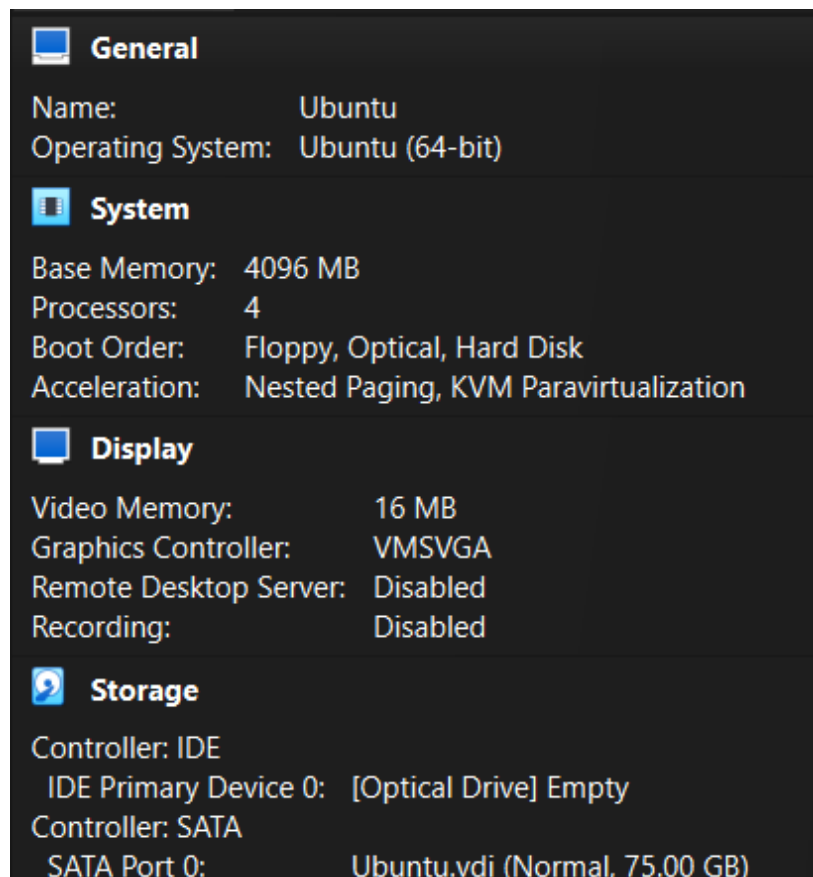 General
Name: Ubuntu
Operating System: Ubuntu (64-bit)
System
Base Memory: 4096 MB
Processors: 4
Boot Order: Floppy, Optical, Hard Disk
Acceleration: Nested Paging, KVM Paravirtualization
Display
Video Memory: 16 MB
Graphics Controller: VMSVGA
Remote Desktop Server: Disabled
Recording: Disabled
Storage
Controller: IDE
IDE Primary Device 0: [Optical Drive] Empty
Controller: SATA
SATA Port 0: Ubuntu.vdi (Normal, 75.00 GB)